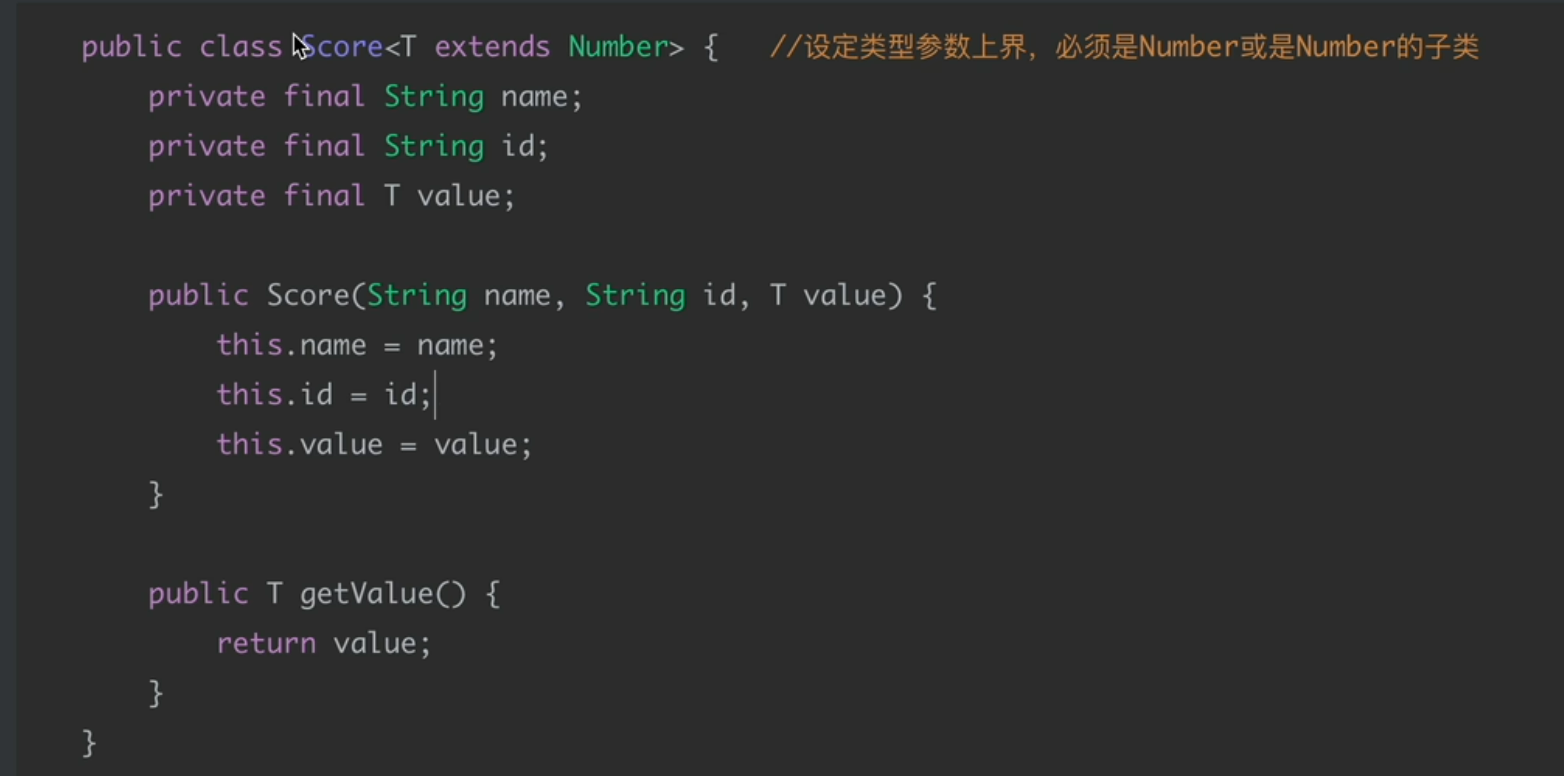 public class Score<T extends Number> {   //设定类型参数上界，必须是Number或是Number的子类
    private final String name;
    private final String id;
    private final T value;

    public Score(String name, String id, T value) {
        this.name = name;
        this.id = id;
        this.value = value;
    }

    public T getValue() {
        return value;
    }
}